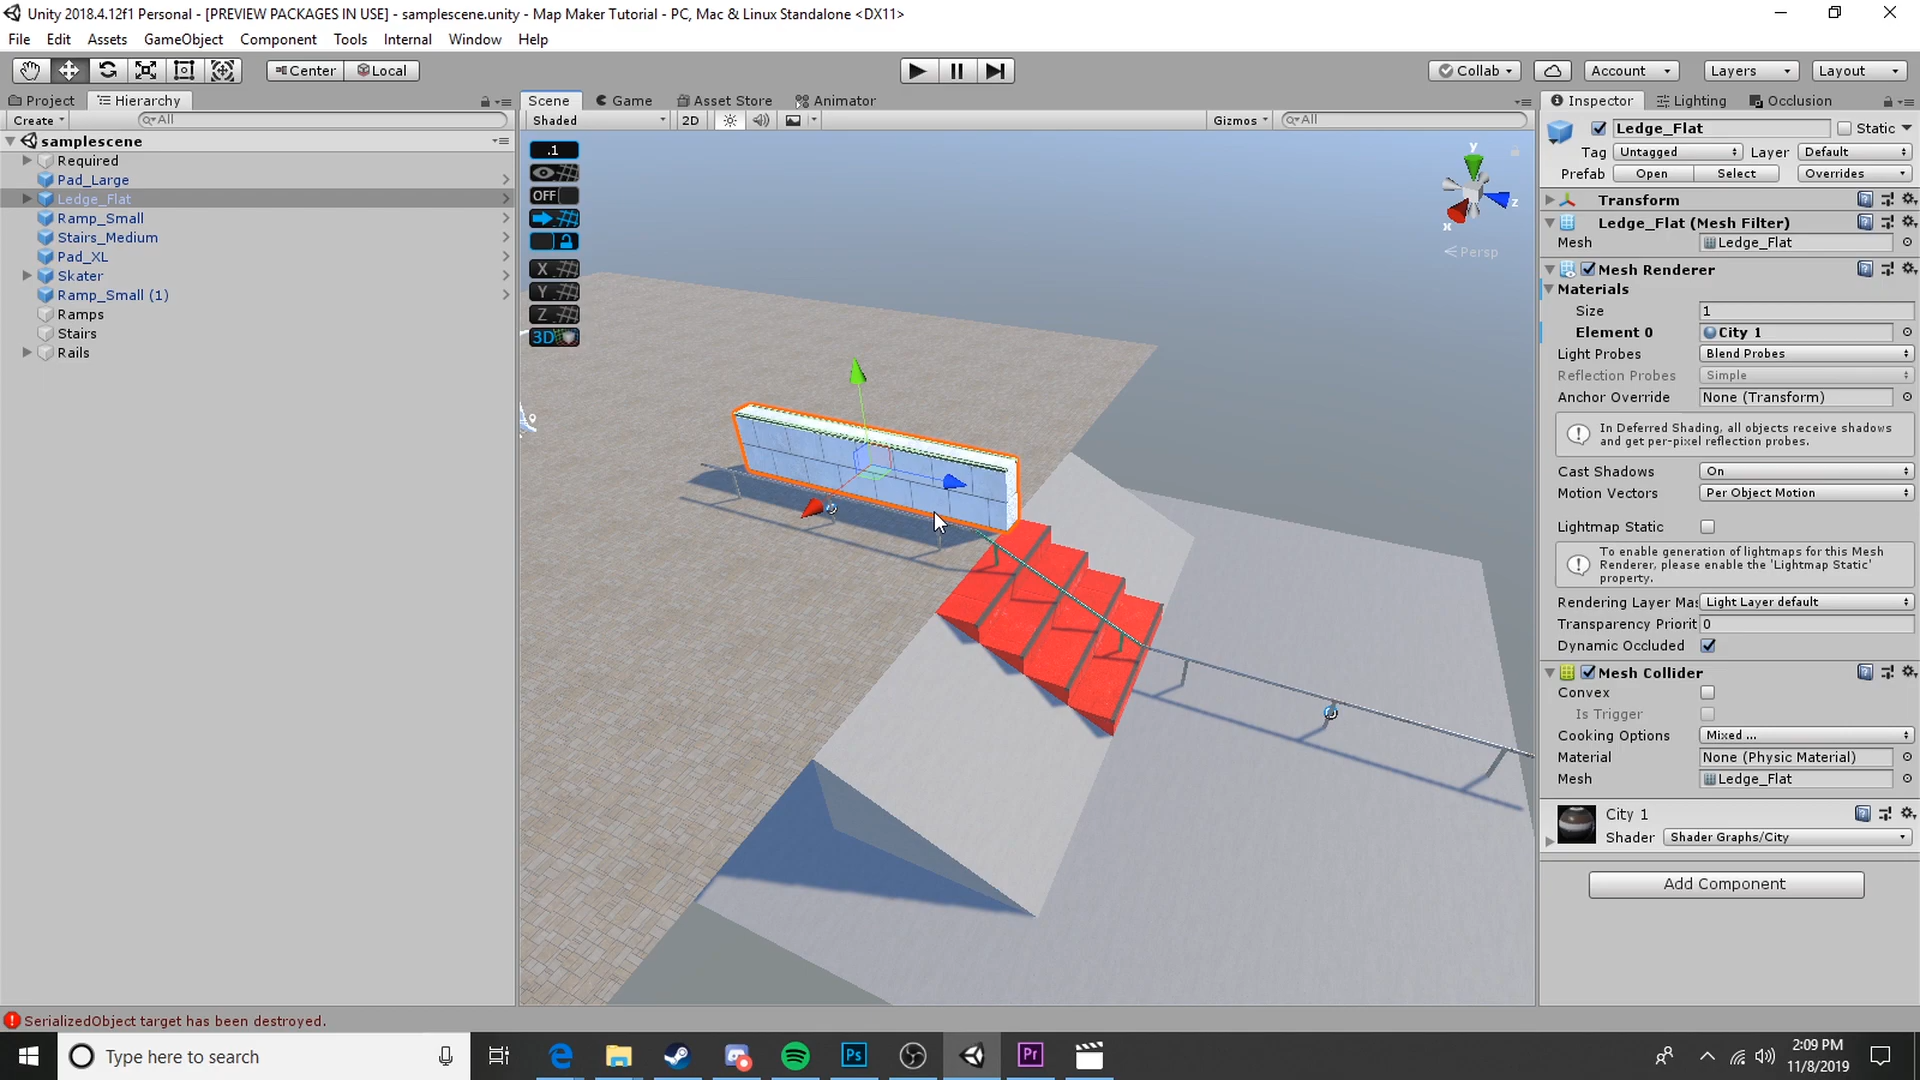 Unity 2018.4.12f1 Personal - [PREVIEW PACKAGES IN USE] - samplescene.unity - Map Maker Tutorial - PC, Mac & Linux Standalone <DX11>
File Edit Assets GameObject Component Tools Internal Window Help
Center Local Collab Account Layers Layout
Project Hierarchy Scene Game Asset Store Animator Inspector Lighting Occlusion
Create All Shaded 2D Gizmos All
samplescene
Required
Pad_Large
Ledge_Flat
Ramp_Small
Stairs_Medium
Pad_XL
Skater
Ramp_Small (1)
Ramps
Stairs
Rails
.1
OFF
X
Y
Z
3D
y
z
x
Persp
Ledge_Flat Static
Tag Untagged Layer Default
Prefab Open Select Overrides
Transform
Ledge_Flat (Mesh Filter)
Mesh Ledge_Flat
Mesh Renderer
Materials
Size 1
Element 0 City 1
Light Probes Blend Probes
Reflection Probes Simple
Anchor Override None (Transform)
In Deferred Shading, all objects receive shadows
and get per-pixel reflection probes.
Cast Shadows On
Motion Vectors Per Object Motion
Lightmap Static
To enable generation of lightmaps for this Mesh
Renderer, please enable the 'Lightmap Static'
property.
Rendering Layer Mas Light Layer default
Transparency Priorit 0
Dynamic Occluded
Mesh Collider
Convex
Is Trigger
Cooking Options Mixed ...
Material None (Physic Material)
Mesh Ledge_Flat
City 1
Shader Shader Graphs/City
Add Component
SerializedObject target has been destroyed.
Type here to search
Ps
Pr
2:09 PM
11/8/2019